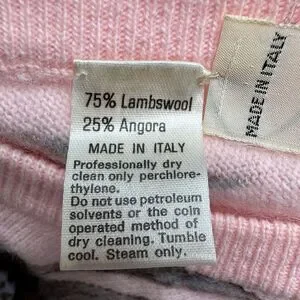 75% Lambswool
25% Angora
MADE IN ITALY
Professionally dry
clean only perchlore-
thylene.
Do not use petroleum
solvents or the coin
operated method of
dry cleaning. Tumble
cool. Steam only.
MADE IN ITALY